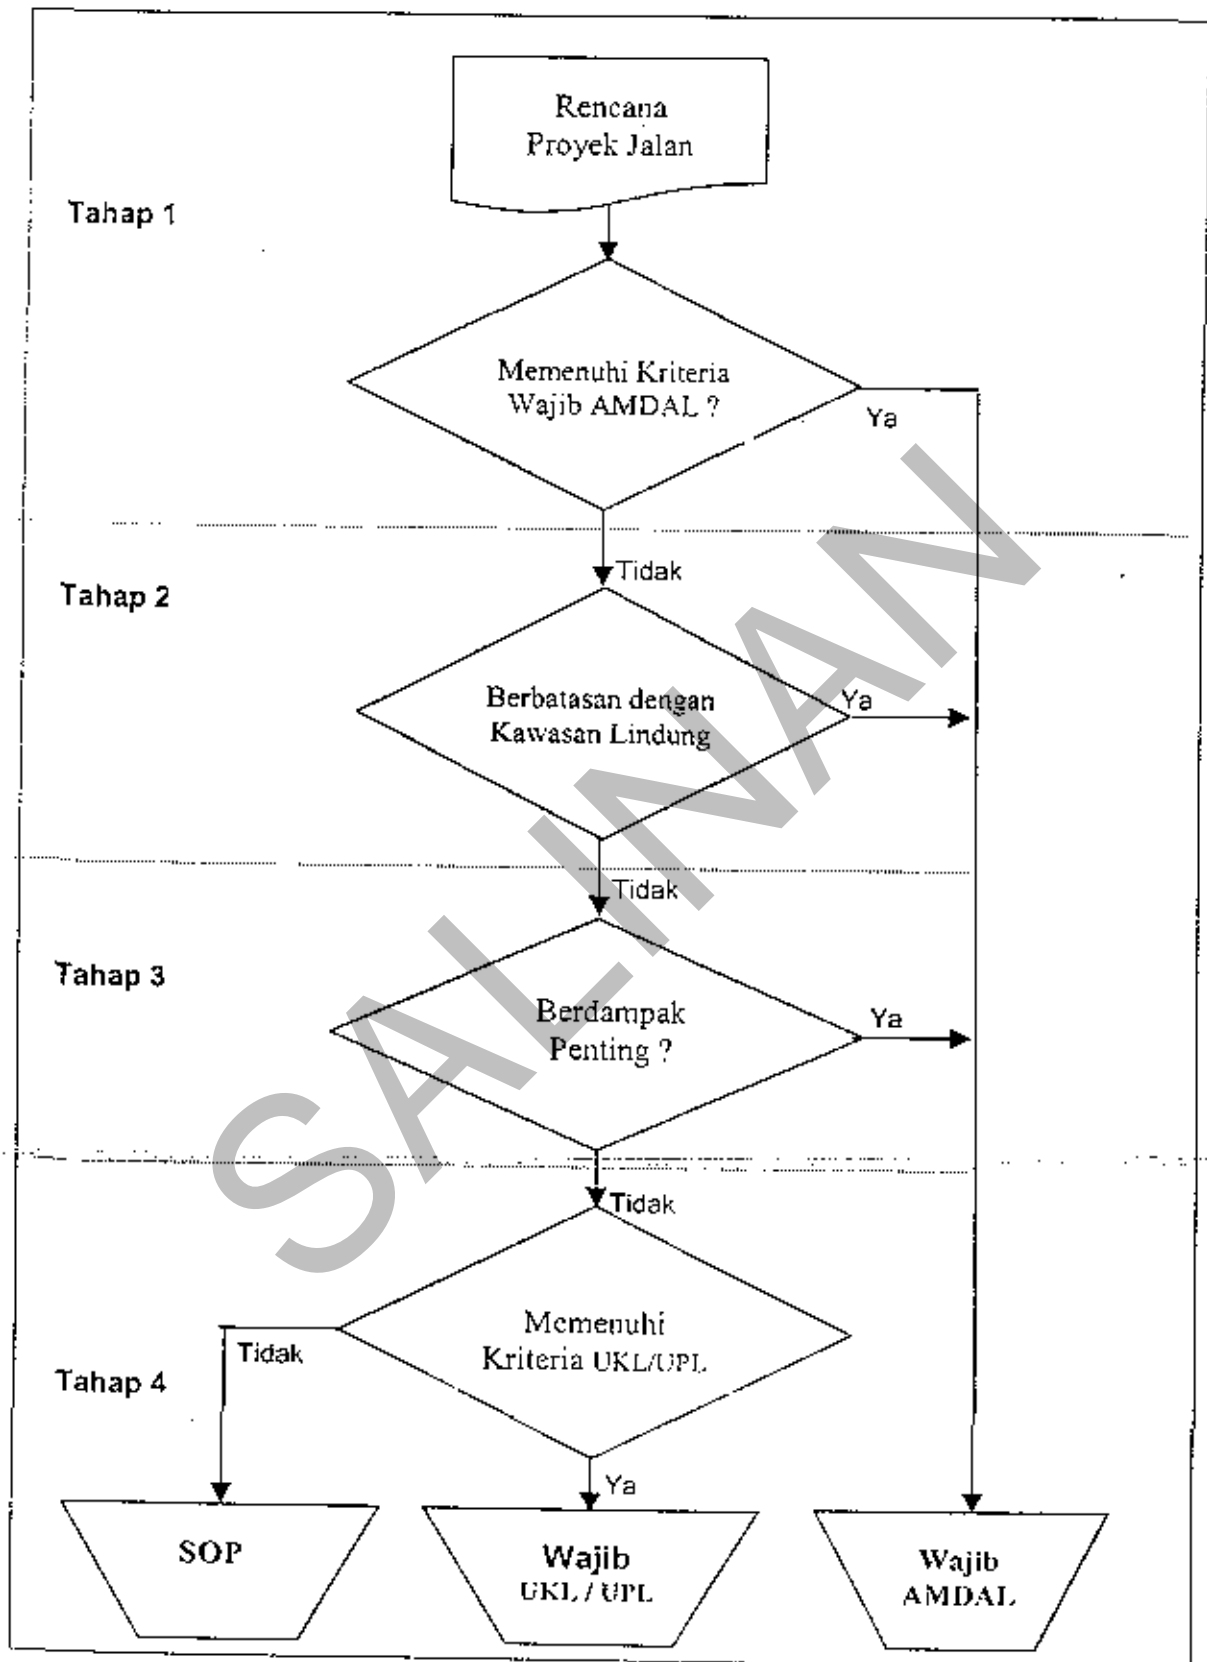 Rencana
Proyek Jalan
Tahap 1
Memenuhi Kriteria
Wajib AMDAL ?
Ya
Tidak
Tahap 2
Berbatasan dengan
Kawasan Lindung
Ya
Tidak
Tahap 3
Berdampak
Penting ?
Ya
Tidak
Memenuhi
Kriteria UKL/UPL
Tidak
Tahap 4
Ya
SOP
Wajib
UKL / UPL
Wajib
AMDAL
SALINAN